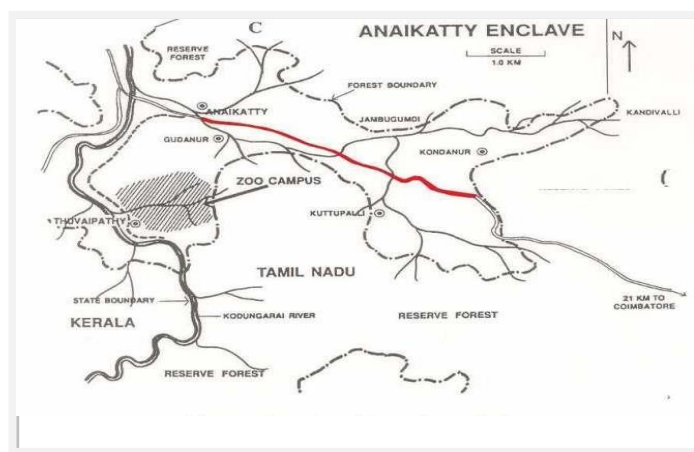 C
ANAIKATTY ENCLAVE
RESERVE
FOREST
SCALE
1.0 KM
N
FOREST BOUNDARY
ANAIKATTY
JAMBUGUMDI
KANDIVALLI
GUDANUR
KONDANUR
ZOO CAMPUS
THUVAIPATHY
KUTTUPALLI
TAMIL NADU
STATE BOUNDARY
KODUNGARAI RIVER
RESERVE FOREST
21 KM TO
COIMBATORE
KERALA
RESERVE FOREST